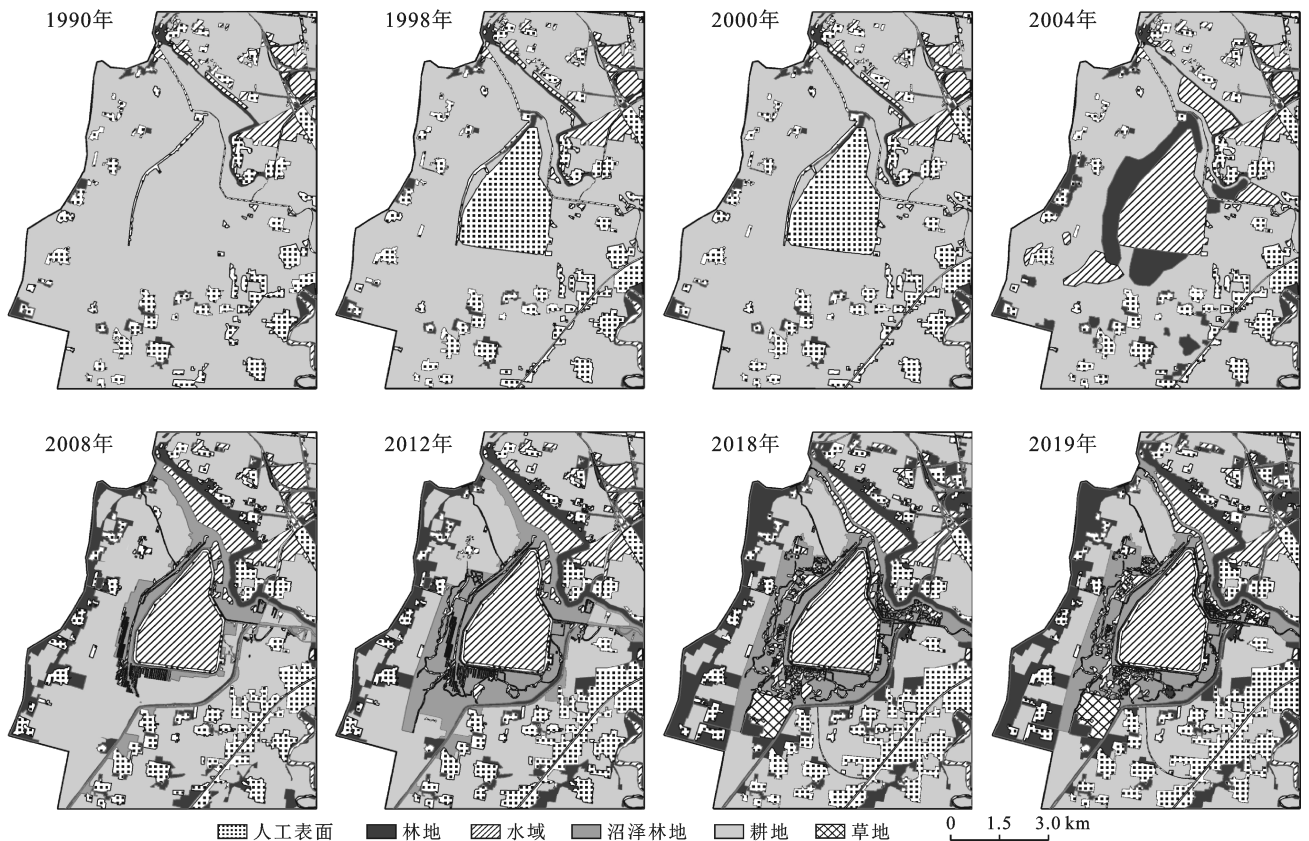 1990年
1998年
2000年
2004年
2008年
2012年
2018年
2019年
人工表面 林地 水域 沼泽林地 耕地 草地
0 1.5 3.0 km